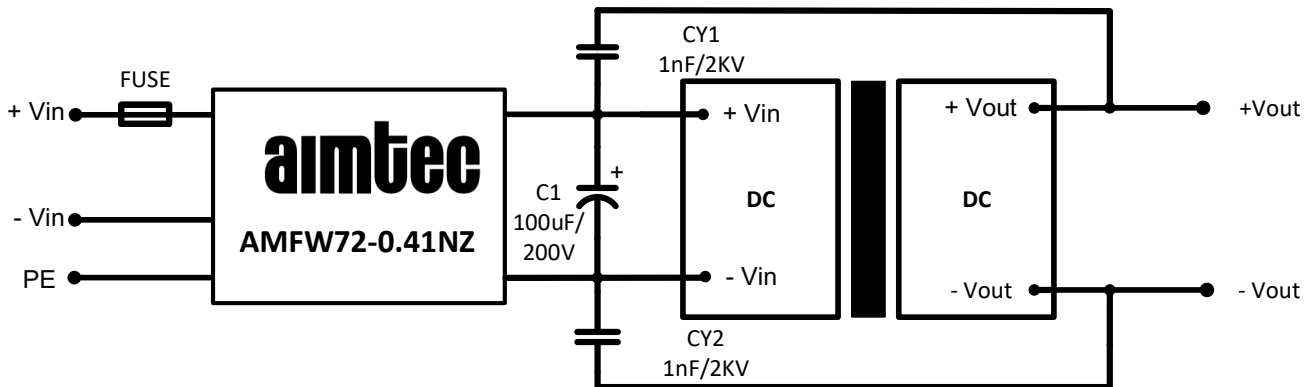 CY1
1nF/2KV
FUSE
+ Vin
aimtec
AMFW72-0.41NZ
- Vin
PE
+
C1
100uF/
200V
+ Vin
DC
- Vin
+ Vout
DC
- Vout
+Vout
- Vout
CY2
1nF/2KV